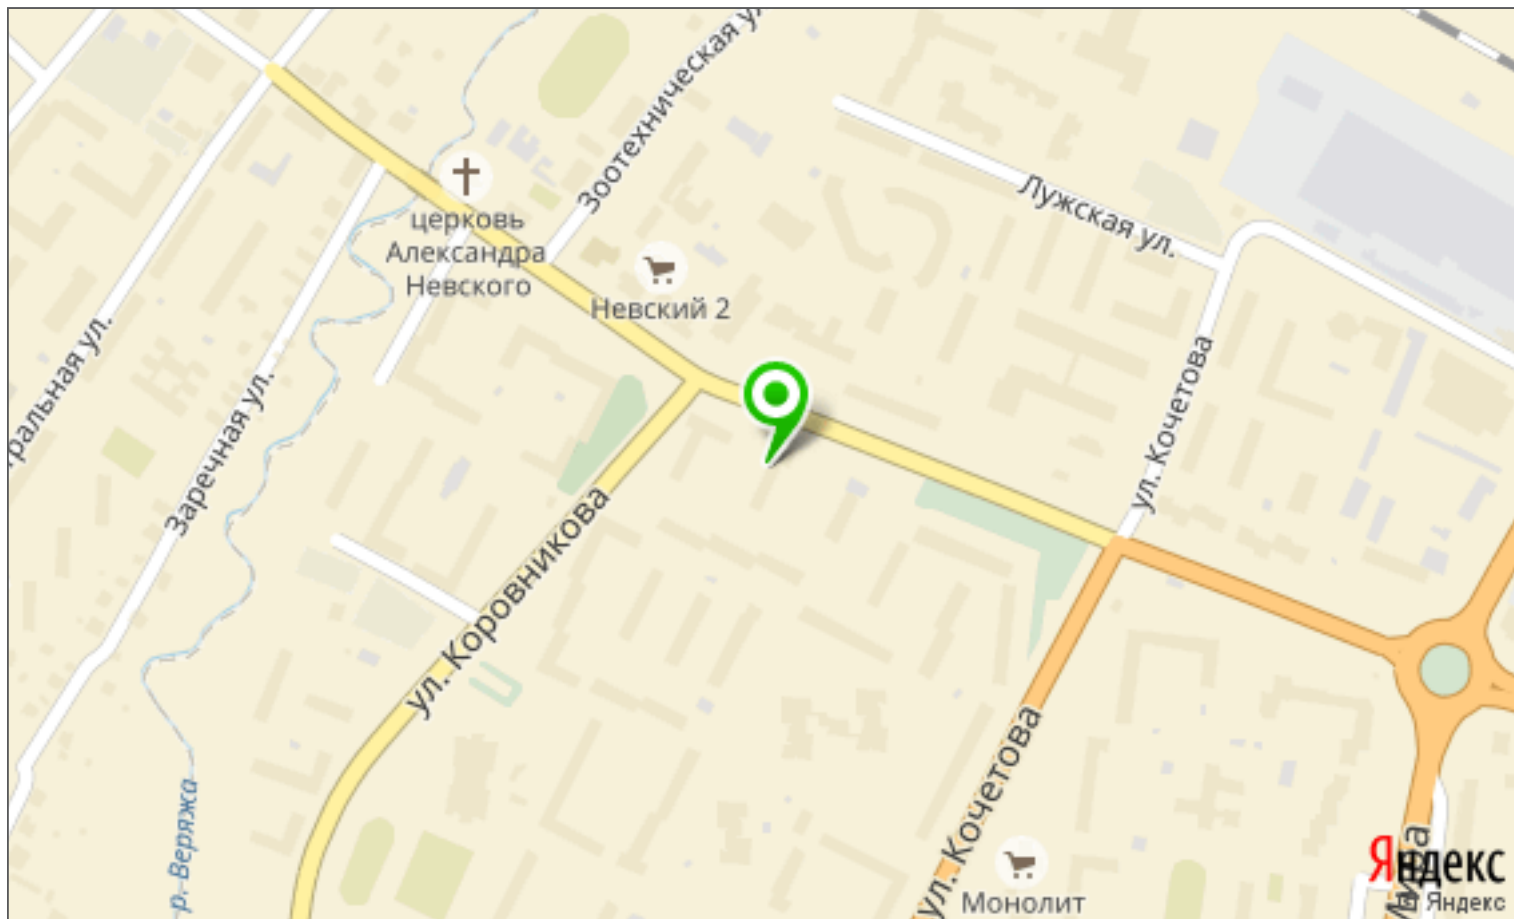 Зоотехническая ул.
Лужская ул.
церковь
Александра
Невского
Невский 2
ул. Кочетова
тральная ул.
Заречная ул.
ул. Коровникова
ул. Кочетова
р. Веряжа
Монолит
Яндекс
© Яндекс